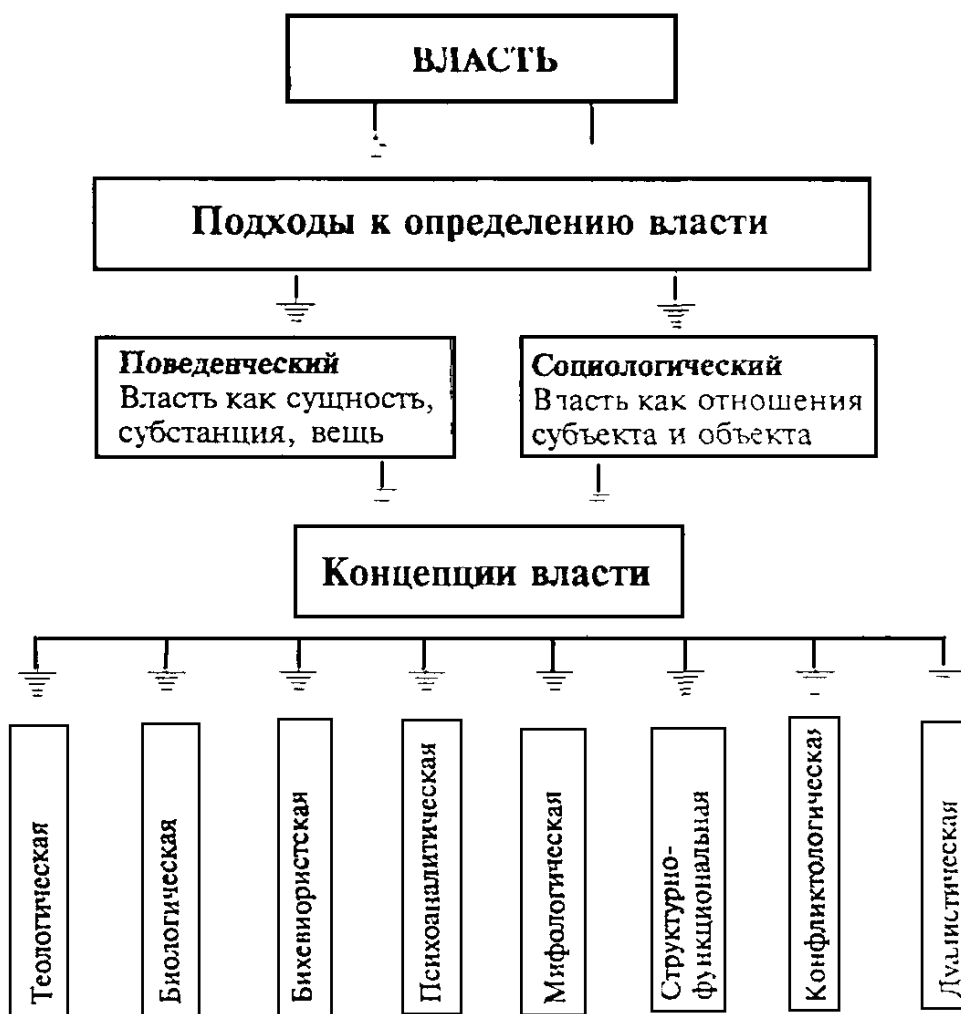 ВЛАСТЬ
Подходы к определению власти
Поведенческий
Власть как сущность,
субстанция, вещь
Социологический
Власть как отношения
субъекта и объекта
Концепции власти
Теологическая
Биологическая
Бихевиористская
Психоаналитическая
Мифологическая
Структурно-
функциональная
Конфликтологическая
Дуалистическая